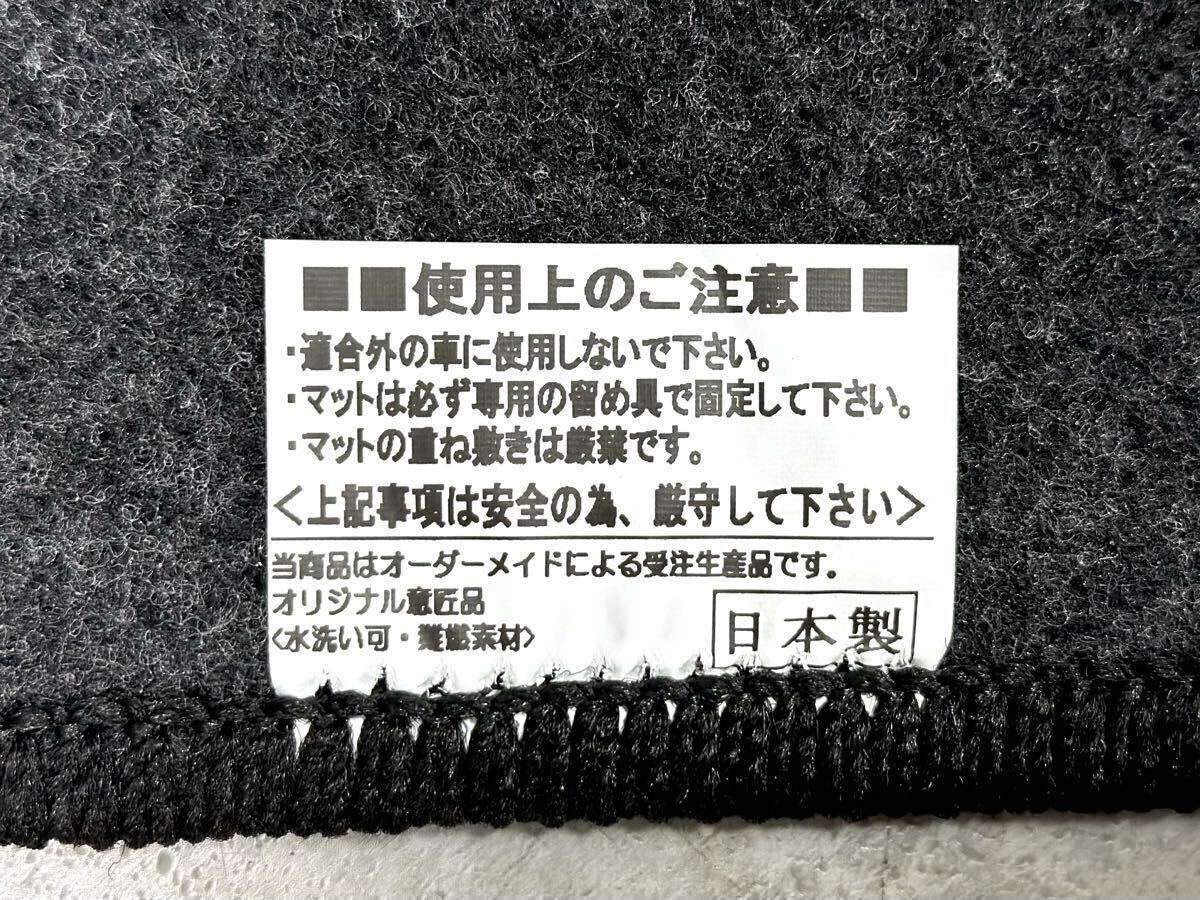 ■■使用上のご注意■■
・適合外の車に使用しないで下さい。
・マットは必ず専用の留め具で固定して下さい。
・マットの重ね敷きは厳禁です。
<上記事項は安全の為、厳守して下さい>
当商品はオーダーメイドによる受注生産品です。
オリジナル意匠品
<水洗い可・難燃素材>
日本製